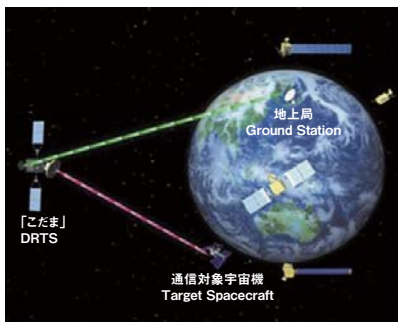 地上局
Ground Station
「こだま」
DRTS
通信対象宇宙機
Target Spacecraft